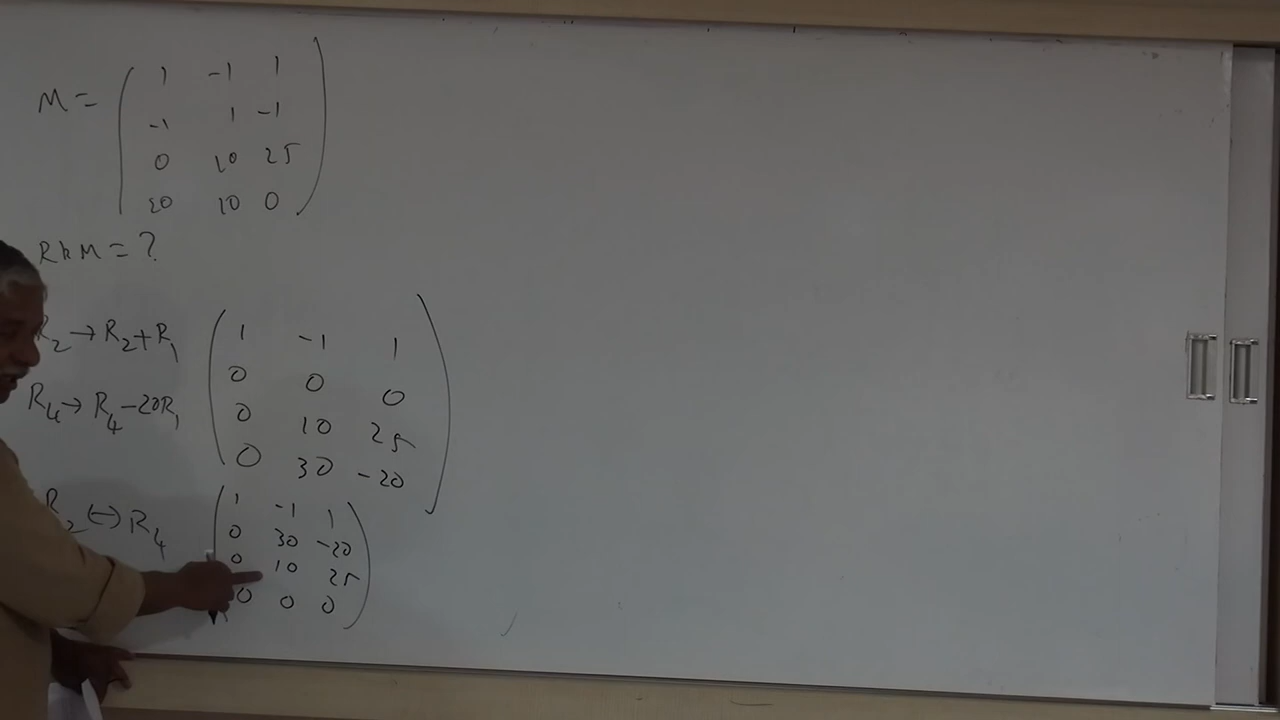 M = ( 1 -1 1
-1 1 -1
0 10 25
20 10 0 )
Rk M = ?
R2 → R2 + R1 ( 1 -1 1
0 0 0
R4 → R4 - 20R1 0 10 25
0 30 -20 )
R2 ↔ R4 ( 1 -1 1
0 30 -20
0 10 25
0 0 0 )